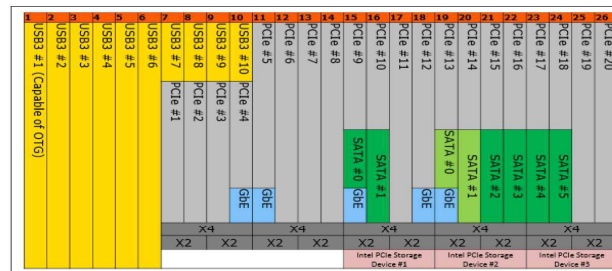 1 2 3 4 5 6 7 8 9 10 11 12 13 14 15 16 17 18 19 20 21 22 23 24 25 26
USB3 #1 (Capable of OTG)
USB3 #2
USB3 #3
USB3 #4
USB3 #5
USB3 #6
USB3 #7
PCIe #1
USB3 #8
PCIe #2
USB3 #9
PCIe #3
USB3 #10
PCIe #4
GbE
PCIe #5
GbE
PCIe #6
PCIe #7
PCIe #8
PCIe #9
SATA #0
GbE
PCIe #10
SATA #1
PCIe #11
PCIe #12
GbE
PCIe #13
SATA #0
GbE
PCIe #14
SATA #1
PCIe #15
SATA #2
PCIe #16
SATA #3
PCIe #17
SATA #4
PCIe #18
SATA #5
PCIe #19
PCIe #20
X4 X4 X4 X4 X4
X2 X2 X2 X2 X2 X2 X2 X2 X2 X2
Intel PCIe Storage
Device #1
Intel PCIe Storage
Device #2
Intel PCIe Storage
Device #3